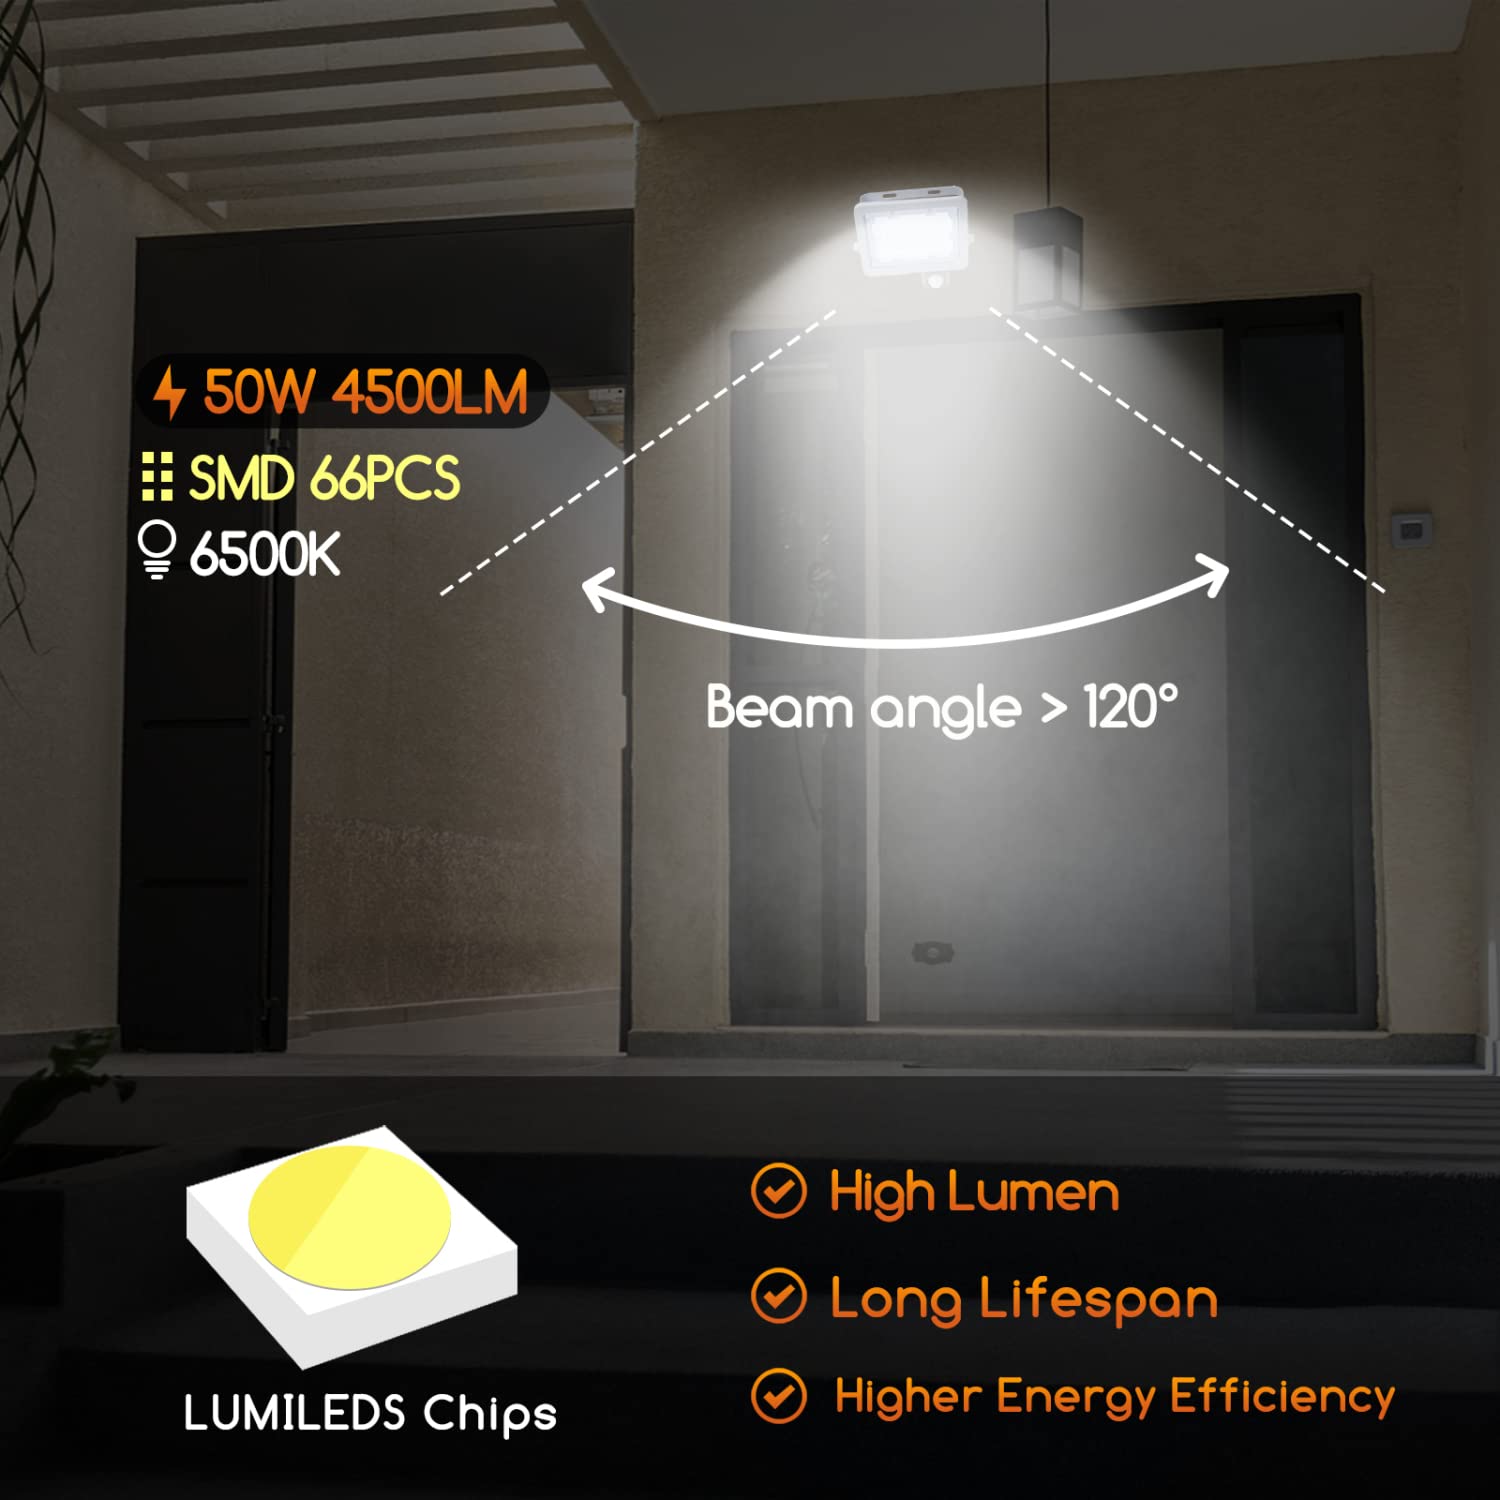 50W 4500LM
SMD 66PCS
6500K
Beam angle > 120°
LUMILEDS Chips
High Lumen
Long Lifespan
Higher Energy Efficiency